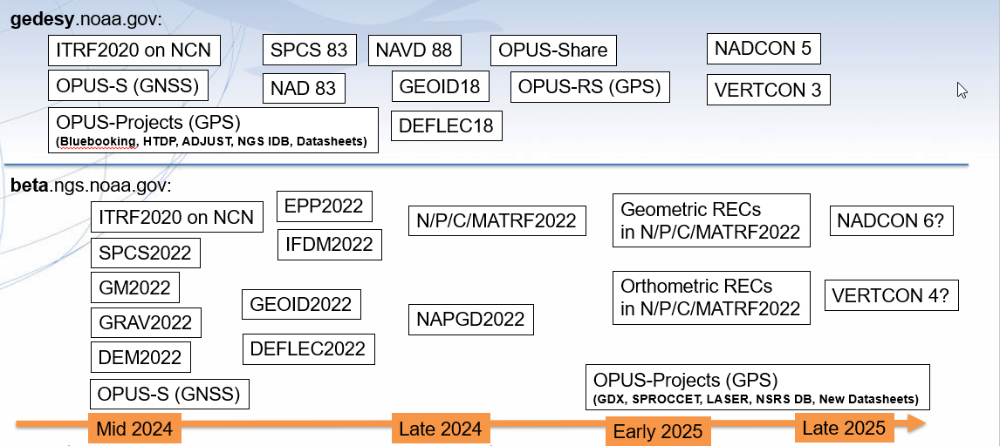 gedesy.noaa.gov:
ITRF2020 on NCN
SPCS 83
NAVD 88
OPUS-Share
NADCON 5
OPUS-S (GNSS)
NAD 83
GEOID18
OPUS-RS (GPS)
VERTCON 3
OPUS-Projects (GPS)
(Bluebooking, HTDP, ADJUST, NGS IDB, Datasheets)
DEFLEC18
beta.ngs.noaa.gov:
ITRF2020 on NCN
EPP2022
N/P/C/MATRF2022
Geometric RECs
in N/P/C/MATRF2022
NADCON 6?
IFDM2022
SPCS2022
GM2022
GEOID2022
Orthometric RECs
in N/P/C/MATRF2022
VERTCON 4?
GRAV2022
NAPGD2022
DEFLEC2022
DEM2022
OPUS-S (GNSS)
OPUS-Projects (GPS)
(GDX, SPROCCET, LASER, NSRS DB, New Datasheets)
Mid 2024
Late 2024
Early 2025
Late 2025